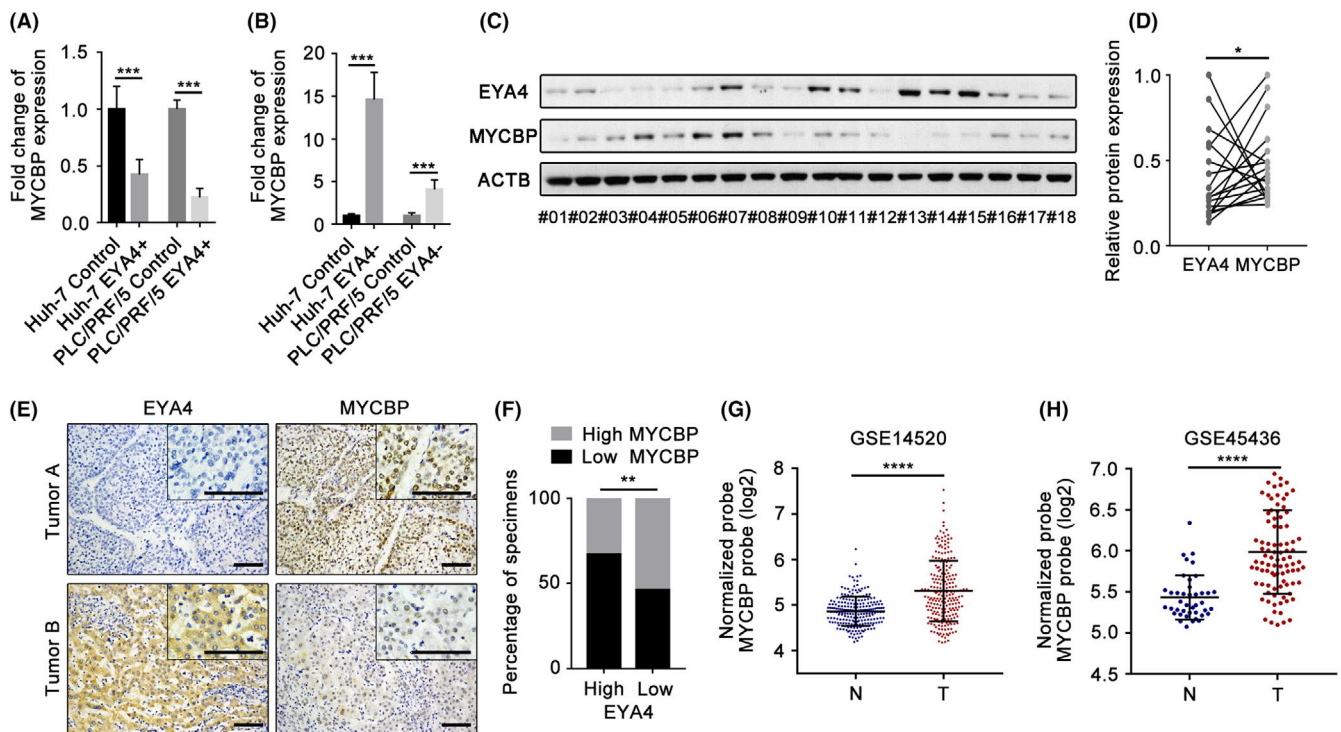 (A)
Fold change of
MYCBP expression
1.5
1.0
0.5
0.0
***
***
Huh-7 Control
Huh-7 EYA4+
PLC/PRF/5 Control
PLC/PRF/5 EYA4+
(B)
Fold change of
MYCBP expression
20
15
10
5
0
***
***
Huh-7 Control
Huh-7 EYA4-
PLC/PRF/5 Control
PLC/PRF/5 EYA4-
(C)
EYA4
MYCBP
ACTB
#01#02#03#04#05#06#07#08#09#10#11#12#13#14#15#16#17#18
(D)
Relative protein expression
1.0
0.5
0.0
*
EYA4 MYCBP
(E)
EYA4 MYCBP
Tumor A
Tumor B
(F)
High MYCBP
Low MYCBP
Percentage of specimens
100
50
0
**
High Low
EYA4
(G)
GSE14520
Normalized probe
MYCBP probe (log2)
8
7
6
5
4
****
N T
(H)
GSE45436
Normalized probe
MYCBP probe (log2)
7.0
6.5
6.0
5.5
5.0
4.5
****
N T